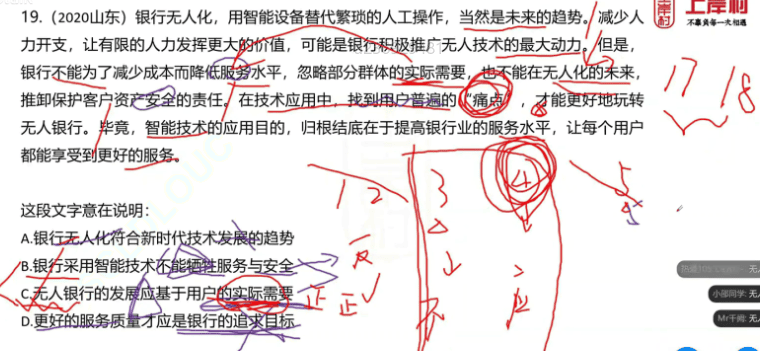 19.（2020山东）银行无人化，用智能设备替代繁琐的人工操作，当然是未来的趋势。减少人
力开支，让有限的人力发挥更大的价值，可能是银行积极推广无人技术的最大动力。但是，
银行不能为了减少成本而降低服务水平，忽略部分群体的实际需要，也不能在无人化的未来，
推卸保护客户资产安全的责任。在技术应用中，找到用户普遍的“痛点”，才能更好地玩转
无人银行。毕竟，智能技术的应用目的，归根结底在于提高银行业的服务水平，让每个用户
都能享受到更好的服务。
这段文字意在说明：
A.银行无人化符合新时代技术发展的趋势
B.银行采用智能技术不能牺牲服务与安全
C.无人银行的发展应基于用户的实际需要
D.更好的服务质量才应是银行的追求目标
上岸村
不辜负每一次相遇
17 18
1 2 3 4 5
反
正 正
不 应
小邵同学: 无人
Mr干阙: 无人